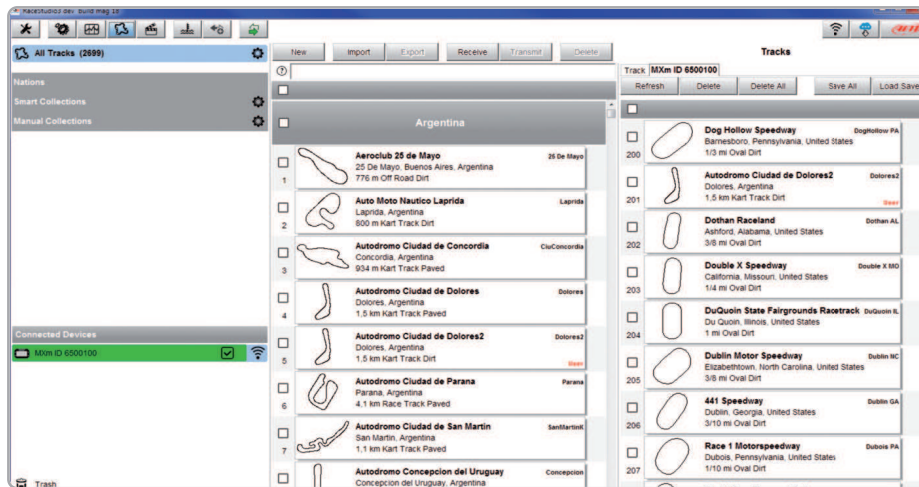 RaceStudio3 dev Build mag 18
All Tracks (2699)
Nations
Smart Collections
Manual Collections
Connected Devices
MXm ID 6500100
Trash
New Import Export Receive Transmit Delete
Argentina
1
Aeroclub 25 de Mayo 25 De Mayo
25 De Mayo, Buenos Aires, Argentina
776 m Off Road Dirt
2
Auto Moto Nautico Laprida Laprida
Laprida, Argentina
800 m Kart Track Dirt
3
Autodromo Ciudad de Concordia CiuConcordia
Concordia, Argentina
934 m Kart Track Paved
4
Autodromo Ciudad de Dolores Dolores
Dolores, Argentina
1,5 km Kart Track Paved
5
Autodromo Ciudad de Dolores2 Dolores2
Dolores, Argentina
1,5 km Kart Track Dirt User
6
Autodromo Ciudad de Parana Parana
Parana, Argentina
4,1 km Race Track Paved
7
Autodromo Ciudad de San Martin SanMartinK
San Martin, Argentina
1,1 km Kart Track Paved
Autodromo Concepcion del Uruguay Concepcion
Concepcion del Uruguay, Argentina
Tracks
Track MXm ID 6500100
Refresh Delete Delete All Save All Load Save
200
Dog Hollow Speedway DogHollow PA
Barnesboro, Pennsylvania, United States
1/3 mi Oval Dirt
201
Autodromo Ciudad de Dolores2 Dolores2
Dolores, Argentina
1,5 km Kart Track Dirt User
202
Dothan Raceland Dothan AL
Ashford, Alabama, United States
3/8 mi Oval Dirt
203
Double X Speedway Double X MO
California, Missouri, United States
1/4 mi Oval Dirt
204
DuQuoin State Fairgrounds Racetrack DuQuoin IL
Du Quoin, Illinois, United States
1 mi Oval Dirt
205
Dublin Motor Speedway Dublin NC
Elizabethtown, North Carolina, United States
3/8 mi Oval Dirt
206
441 Speedway Dublin GA
Dublin, Georgia, United States
3/10 mi Oval Dirt
207
Race 1 Motorspeedway Dubois PA
Dubois, Pennsylvania, United States
1/10 mi Oval Dirt